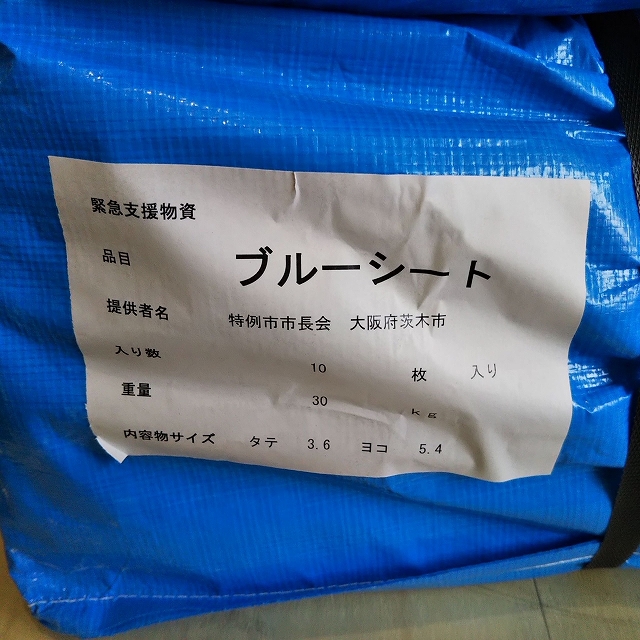 緊急支援物資
品目 ブルーシート
提供者名 特例市市長会 大阪府茨木市
入り数 10 枚 入り
重量 30 kg
内容物サイズ タテ 3.6 ヨコ 5.4